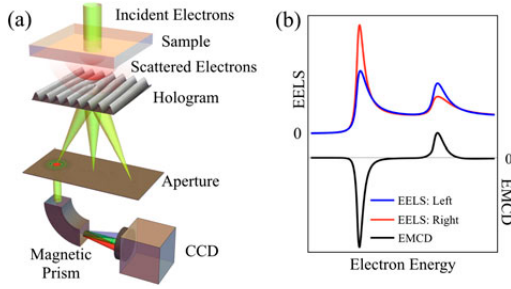 (a)
Incident Electrons
Sample
Scattered Electrons
Hologram
Aperture
Magnetic
Prism
CCD
(b)
EELS
0
0
EMCD
EELS: Left
EELS: Right
EMCD
Electron Energy